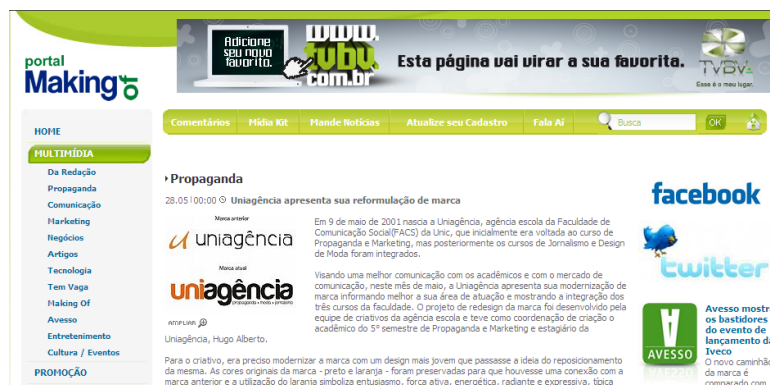 Adicione
seu novo
favorito.
www.
tvbv
.com.br
Esta página vai virar a sua favorita.
TVBV
Esse é o meu lugar.
portal
Making of
Comentários Mídia Kit Mande Notícias Atualize seu Cadastro Fala Aí Busca OK
HOME
MULTIMÍDIA
Da Redação
Propaganda
Comunicação
Marketing
Negócios
Artigos
Tecnologia
Tem Vaga
Making Of
Avesso
Entretenimento
Cultura / Eventos
PROMOÇÃO
Propaganda
28.05 | 00:00 Uniagência apresenta sua reformulação de marca
Marca anterior
uniagência
Marca atual
uniagência
propaganda • moda • jornalismo
AMPLIAR
Em 9 de maio de 2001 nascia a Uniagência, agência escola da Faculdade de
Comunicação Social(FACS) da Unic, que inicialmente era voltada ao curso de
Propaganda e Marketing, mas posteriormente os cursos de Jornalismo e Design
de Moda foram integrados.
Visando uma melhor comunicação com os acadêmicos e com o mercado de
comunicação, neste mês de maio, a Uniagência apresenta sua modernização de
marca informando melhor a sua área de atuação e mostrando a integração dos
três cursos da faculdade. O projeto de redesign da marca foi desenvolvido pela
equipe de criativos da agência escola e teve como coordenação de criação o
acadêmico do 5° semestre de Propaganda e Marketing e estagiário da
Uniagência, Hugo Alberto.
Para o criativo, era preciso modernizar a marca com um design mais jovem que passasse a ideia do reposicionamento
da mesma. As cores originais da marca - preto e laranja - foram preservadas para que houvesse uma conexão com a
marca anterior e a utilização do laranja simboliza entusiasmo, força ativa, energética, radiante e expressiva, típica
facebook
twitter
AVESSO
Avesso mostr
os bastidores
do evento de
lançamento da
Iveco
O novo caminhão
da marca é
comparado com